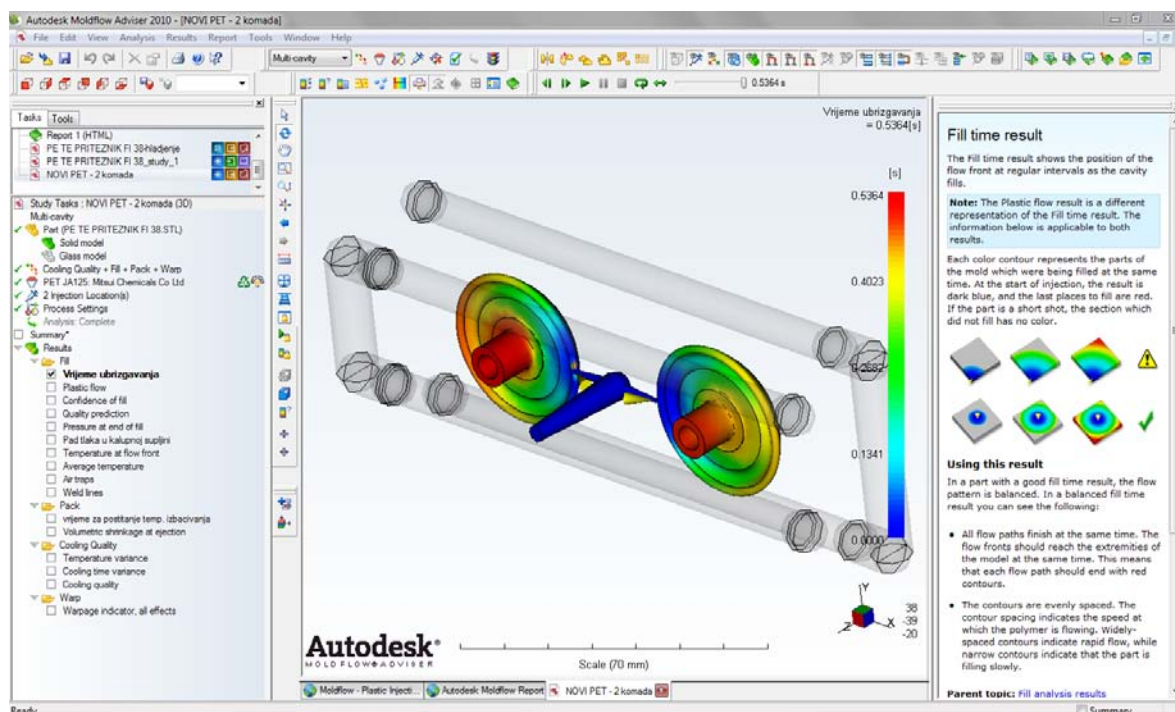 Autodesk Moldflow Adviser 2010 - [NOVI PET - 2 komada]
File Edit View Analysis Results Report Tools Window Help
Multi-cavity
0.5364 s
Tasks Tools
Report 1 (HTML)
PE TE PRITEZNIK FI 38-hladjenje
PE TE PRITEZNIK FI 38_study_1
NOVI PET - 2 komada
Study Tasks : NOVI PET - 2 komada (3D)
Multi-cavity
Part (PE TE PRITEZNIK FI 38.STL)
Solid model
Glass model
Cooling Quality + Fill + Pack + Warp
PET JA125: Mitsui Chemicals Co Ltd
2 Injection Location(s)
Process Settings
Analysis: Complete
Summary*
Results
Fill
Vrijeme ubrizgavanja
Plastic flow
Confidence of fill
Quality prediction
Pressure at end of fill
Pad tlaka u kalupnoj supljini
Temperature at flow front
Average temperature
Air traps
Weld lines
Pack
vrijeme za postitanje temp. izbacivanja
Volumetric shrinkage at ejection
Cooling Quality
Temperature variance
Cooling time variance
Cooling quality
Warp
Warpage indicator, all effects
Vrijeme ubrizgavanja
= 0.5364[s]
[s]
0.5364
0.4023
0.2682
0.1341
0.0000
Y
X
Z
38
-39
-20
Autodesk®
MOLDFLOW® ADVISER
Scale (70 mm)
Moldflow - Plastic Injecti... Autodesk Moldflow Report NOVI PET - 2 komada
Fill time result
The Fill time result shows the position of the
flow front at regular intervals as the cavity
fills.
Note: The Plastic flow result is a different
representation of the Fill time result. The
information below is applicable to both
results.
Each color contour represents the parts of
the mold which were being filled at the same
time. At the start of injection, the result is
dark blue, and the last places to fill are red.
If the part is a short shot, the section which
did not fill has no color.
Using this result
In a part with a good fill time result, the flow
pattern is balanced. In a balanced fill time
result you can see the following:
• All flow paths finish at the same time. The
flow fronts should reach the extremities of
the model at the same time. This means
that each flow path should end with red
contours.
• The contours are evenly spaced. The
contour spacing indicates the speed at
which the polymer is flowing. Widely-
spaced contours indicate rapid flow, while
narrow contours indicate that the part is
filling slowly.
Parent topic: Fill analysis results
Ready
Summary